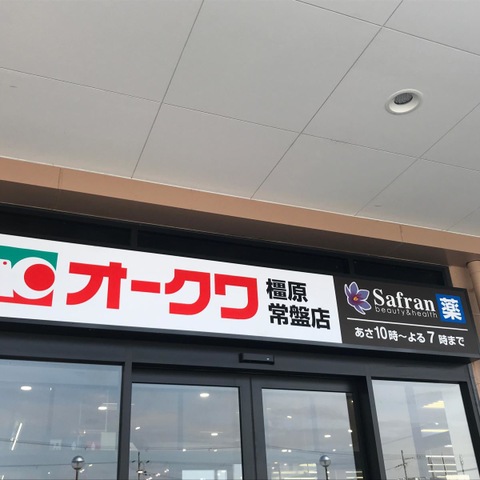 オークワ
橿原
常盤店
Safran
beauty&health
薬
あさ10時～よる7時まで